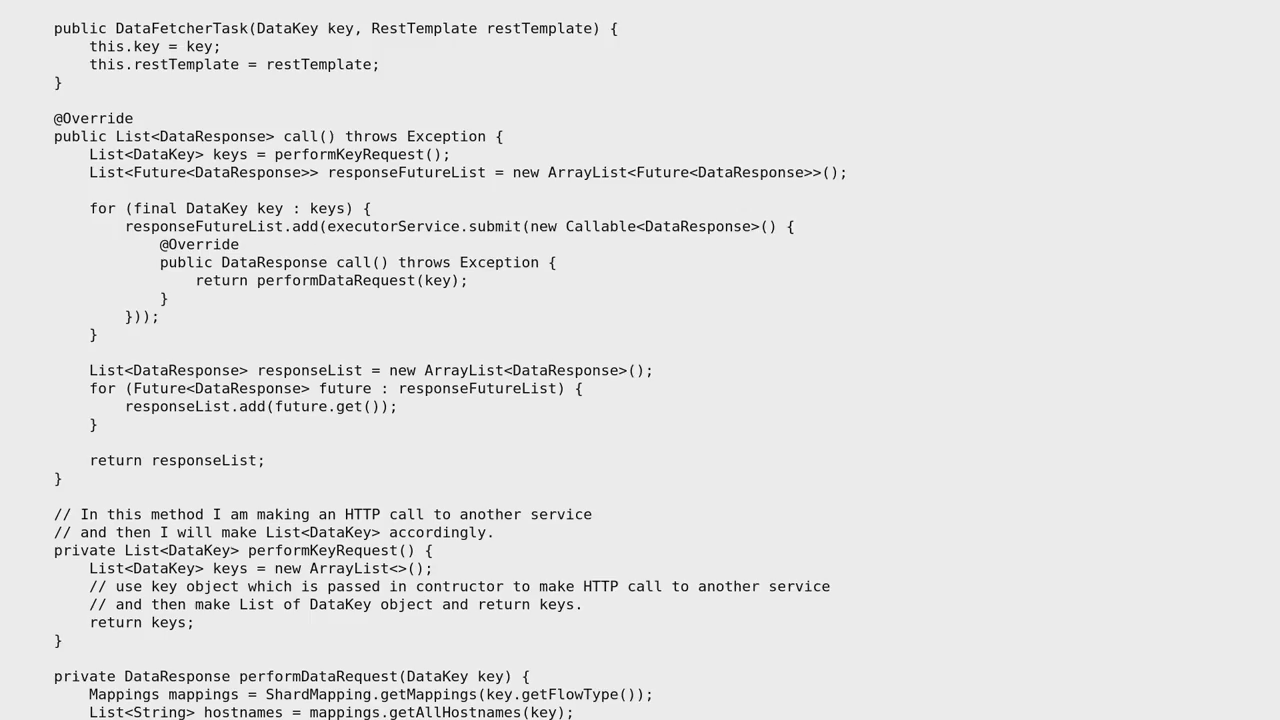 public DataFetcherTask(DataKey key, RestTemplate restTemplate) {
    this.key = key;
    this.restTemplate = restTemplate;
}

@Override
public List<DataResponse> call() throws Exception {
    List<DataKey> keys = performKeyRequest();
    List<Future<DataResponse>> responseFutureList = new ArrayList<Future<DataResponse>>();

    for (final DataKey key : keys) {
        responseFutureList.add(executorService.submit(new Callable<DataResponse>() {
            @Override
            public DataResponse call() throws Exception {
                return performDataRequest(key);
            }
        }));
    }

    List<DataResponse> responseList = new ArrayList<DataResponse>();
    for (Future<DataResponse> future : responseFutureList) {
        responseList.add(future.get());
    }

    return responseList;
}

// In this method I am making an HTTP call to another service
// and then I will make List<DataKey> accordingly.
private List<DataKey> performKeyRequest() {
    List<DataKey> keys = new ArrayList<>();
    // use key object which is passed in contructor to make HTTP call to another service
    // and then make List of DataKey object and return keys.
    return keys;
}

private DataResponse performDataRequest(DataKey key) {
    Mappings mappings = ShardMapping.getMappings(key.getFlowType());
    List<String> hostnames = mappings.getAllHostnames(key);